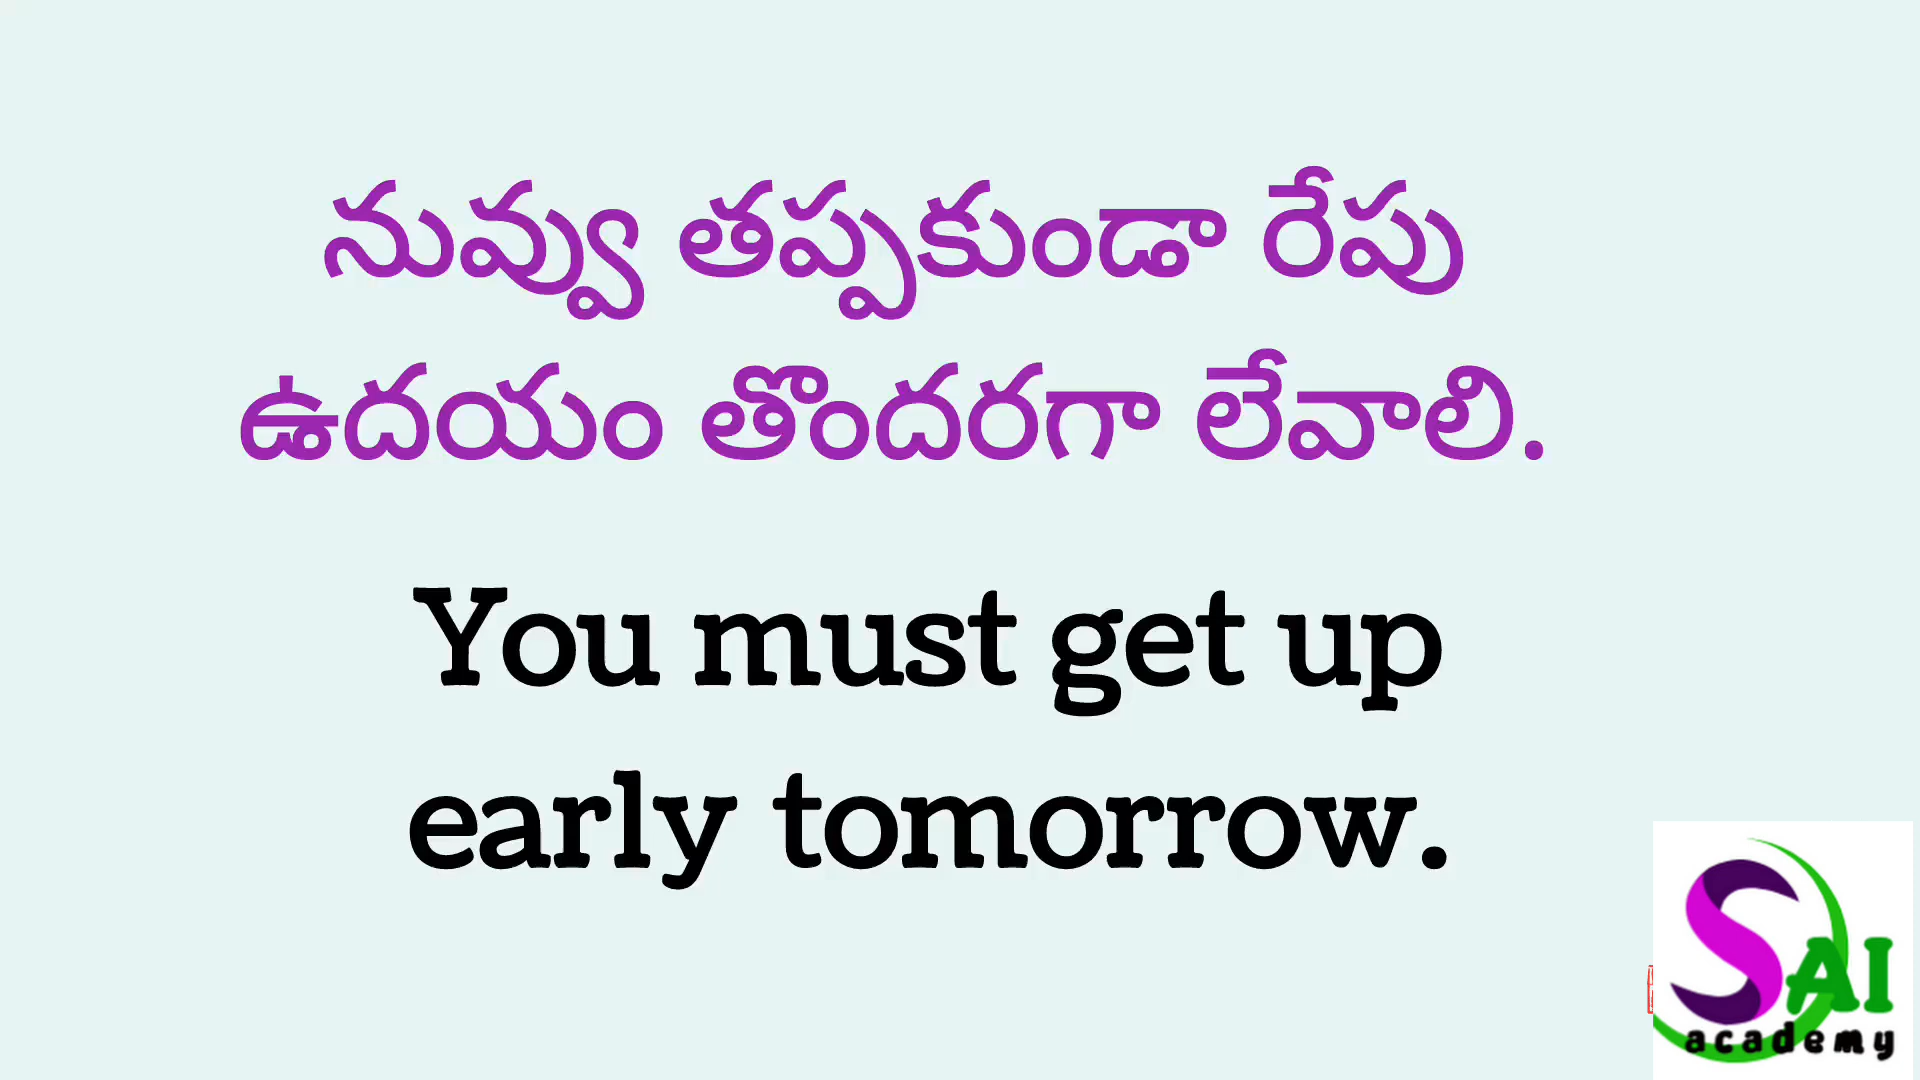 నువ్వు తప్పకుండా రేపు
ఉదయం తొందరగా లేవాలి.
You must get up
early tomorrow.
SAI
academy